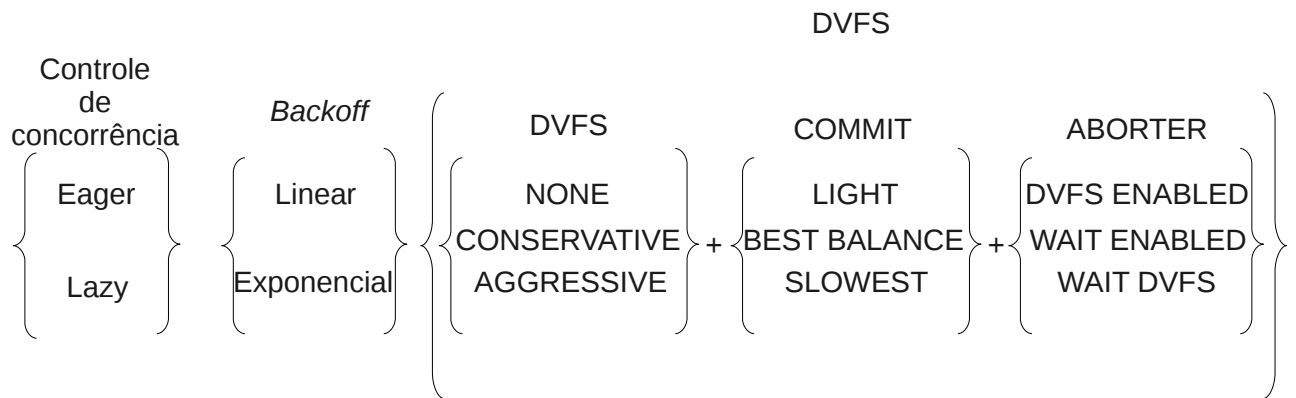 DVFS
Controle
de
concorrência
Backoff
DVFS
COMMIT
ABORTER
Eager
Linear
NONE
LIGHT
DVFS ENABLED
CONSERVATIVE + BEST BALANCE + WAIT ENABLED
Lazy
Exponencial
AGGRESSIVE
SLOWEST
WAIT DVFS